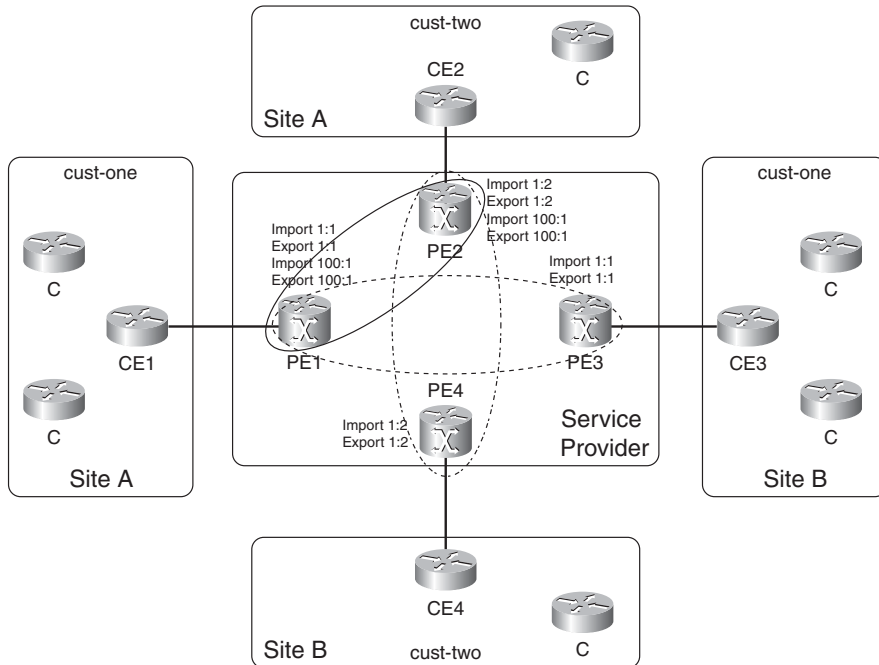 cust-two
C
CE2
Site A
cust-one
C
CE1
C
Site A
Import 1:2
Export 1:2
Import 100:1
Export 100:1
PE2
Import 1:1
Export 1:1
Import 100:1
Export 100:1
PE1
Import 1:1
Export 1:1
PE3
PE4
Import 1:2
Export 1:2
Service
Provider
cust-one
C
CE3
C
Site B
CE4
C
Site B
cust-two